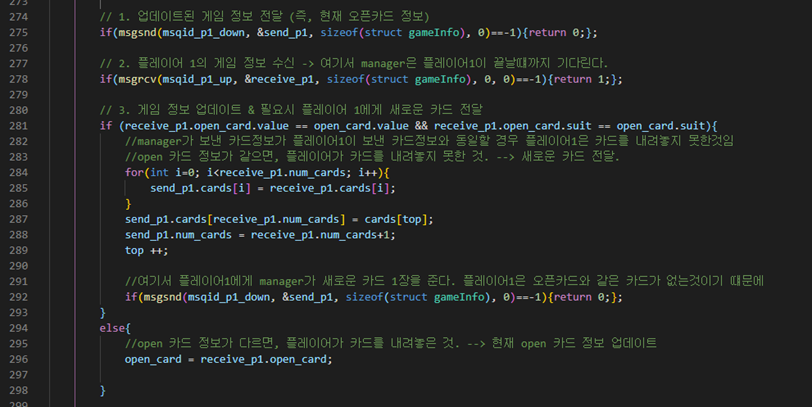 273
274 // 1. 업데이트된 게임 정보 전달 (즉, 현재 오픈카드 정보)
275 if(msgsnd(msqid_p1_down, &send_p1, sizeof(struct gameInfo), 0)==-1){return 0;};
276
277 // 2. 플레이어 1의 게임 정보 수신 -> 여기서 manager은 플레이어1이 끝날때까지 기다린다.
278 if(msgrcv(msqid_p1_up, &receive_p1, sizeof(struct gameInfo), 0, 0)==-1){return 1;};
279
280 // 3. 게임 정보 업데이트 & 필요시 플레이어 1에게 새로운 카드 전달
281 if (receive_p1.open_card.value == open_card.value && receive_p1.open_card.suit == open_card.suit){
282 //manager가 보낸 카드정보가 플레이어1이 보낸 카드정보와 동일할 경우 플레이어1은 카드를 내려놓지 못한것임
283 //open 카드 정보가 같으면, 플레이어가 카드를 내려놓지 못한 것. --> 새로운 카드 전달.
284 for(int i=0; i<receive_p1.num_cards; i++){
285 send_p1.cards[i] = receive_p1.cards[i];
286 }
287 send_p1.cards[receive_p1.num_cards] = cards[top];
288 send_p1.num_cards = receive_p1.num_cards+1;
289 top ++;
290
291 //여기서 플레이어1에게 manager가 새로운 카드 1장을 준다. 플레이어1은 오픈카드와 같은 카드가 없는것이기 때문에
292 if(msgsnd(msqid_p1_down, &send_p1, sizeof(struct gameInfo), 0)==-1){return 0;};
293 }
294 else{
295 //open 카드 정보가 다르면, 플레이어가 카드를 내려놓은 것. --> 현재 open 카드 정보 업데이트
296 open_card = receive_p1.open_card;
297
298 }
299